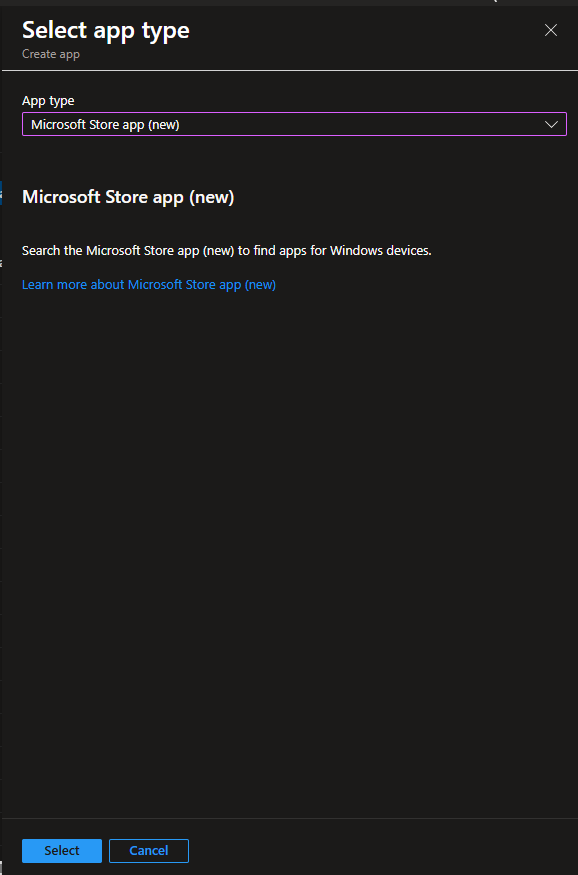 Select app type
Create app
App type
Microsoft Store app (new)
Microsoft Store app (new)
Search the Microsoft Store app (new) to find apps for Windows devices.
Learn more about Microsoft Store app (new)
Select
Cancel